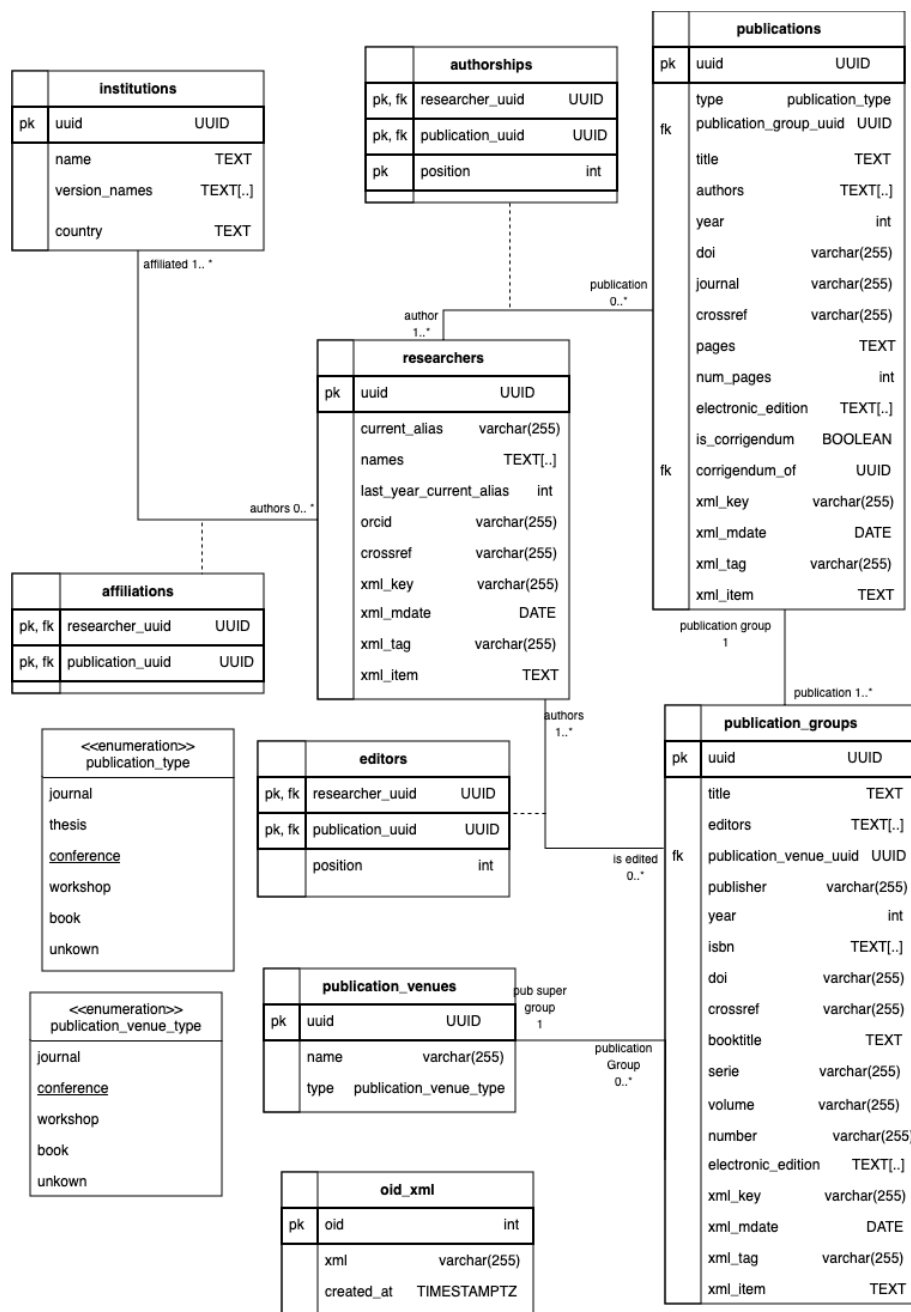 institutions
pk uuid UUID
name TEXT
version_names TEXT[..]
country TEXT
affiliated 1.. *
authorships
pk, fk researcher_uuid UUID
pk, fk publication_uuid UUID
pk position int
publications
pk uuid UUID
type publication_type
fk publication_group_uuid UUID
title TEXT
authors TEXT[..]
year int
doi varchar(255)
journal varchar(255)
crossref varchar(255)
pages TEXT
num_pages int
electronic_edition TEXT[..]
is_corrigendum BOOLEAN
fk corrigendum_of UUID
xml_key varchar(255)
xml_mdate DATE
xml_tag varchar(255)
xml_item TEXT
publication
0..*
author
1..*
researchers
pk uuid UUID
current_alias varchar(255)
names TEXT[..]
last_year_current_alias int
orcid varchar(255)
crossref varchar(255)
xml_key varchar(255)
xml_mdate DATE
xml_tag varchar(255)
xml_item TEXT
authors 0.. *
affiliations
pk, fk researcher_uuid UUID
pk, fk publication_uuid UUID
publication group
1
publication 1..*
authors
1..*
<<enumeration>>
publication_type
journal
thesis
conference
workshop
book
unkown
editors
pk, fk researcher_uuid UUID
pk, fk publication_uuid UUID
position int
is edited
0..*
publication_groups
pk uuid UUID
title TEXT
editors TEXT[..]
fk publication_venue_uuid UUID
publisher varchar(255)
year int
isbn TEXT[..]
doi varchar(255)
crossref varchar(255)
booktitle TEXT
serie varchar(255)
volume varchar(255)
number varchar(255)
electronic_edition TEXT[..]
xml_key varchar(255)
xml_mdate DATE
xml_tag varchar(255)
xml_item TEXT
<<enumeration>>
publication_venue_type
journal
conference
workshop
book
unkown
publication_venues
pk uuid UUID
name varchar(255)
type publication_venue_type
pub super
group
1
publication
Group
0..*
oid_xml
pk oid int
xml varchar(255)
created_at TIMESTAMPTZ